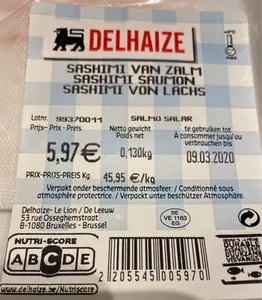 DELHAIZE
SASHIMI VAN ZALM
SASHIMI SAUMON
SASHIMI VON LACHS
Lotnr. 99370011 SALMO SALAR
Prijs- Prix - Preis
5,97€
Netto gewicht
Poids net
0,130kg
te gebruiken tot
À consommer jusqu'au
verbrauchen bis
09.03.2020
PRIX-PRIJS-PREIS Kg 45,95 €/kg
Verpakt onder beschermende atmosfeer. / Conditionné sous
atmosphère protectrice. / Verpackt unter beschützer Atmosphäre.
Delhaize- Le Lion / De Leeuw
53 rue Osseghemstraat
B-1080 Bruxelles - Brussel
BE
VE 1163
EG
NUTRI-SCORE
A B C D E
www.delhaize.be/Nutriscore
2 205545 005970